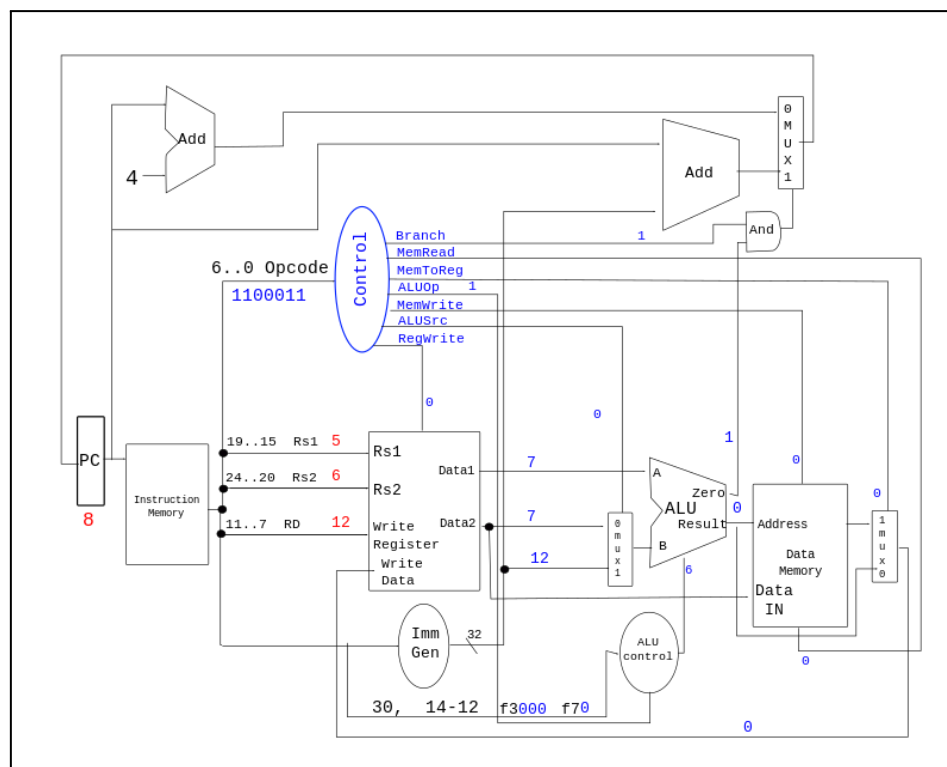 0
M
U
X
1
Add
4
Add
And
Branch
1
MemRead
MemToReg
ALUOp 1
MemWrite
ALUSrc
RegWrite
Control
6..0 Opcode
1100011
0
0
1
0
0
PC
8
Instruction
Memory
19..15 Rs1 5
24..20 Rs2 6
11..7 RD 12
Rs1
Rs2
Write
Register
Write
Data
Data1
Data2
7
7
12
0
mux
1
A
B
ALU
Zero
Result
0
6
Address
Data
Memory
Data
IN
1
mux
0
0
Imm
Gen
32
ALU
control
30, 14-12 f3000 f70
0